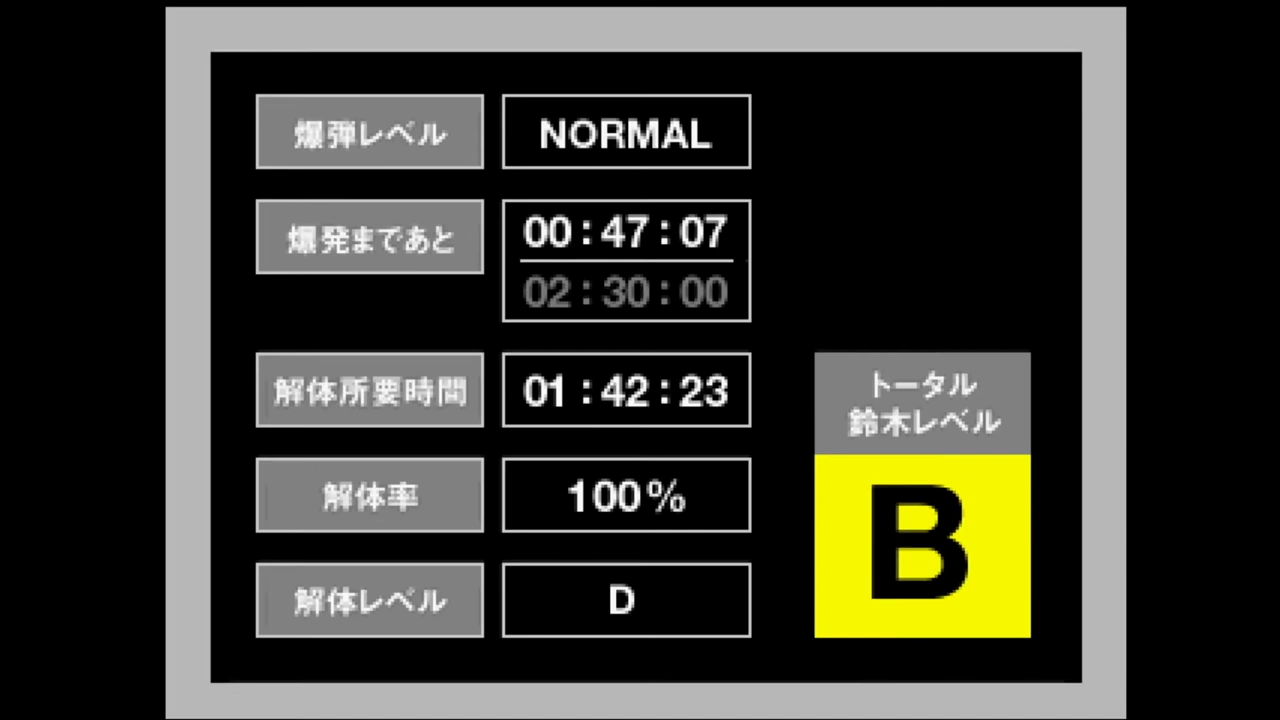 爆弾レベル
NORMAL
爆発まであと
00:47:07
02:30:00
解体所要時間
01:42:23
解体率
100%
解体レベル
D
トータル
鈴木レベル
B